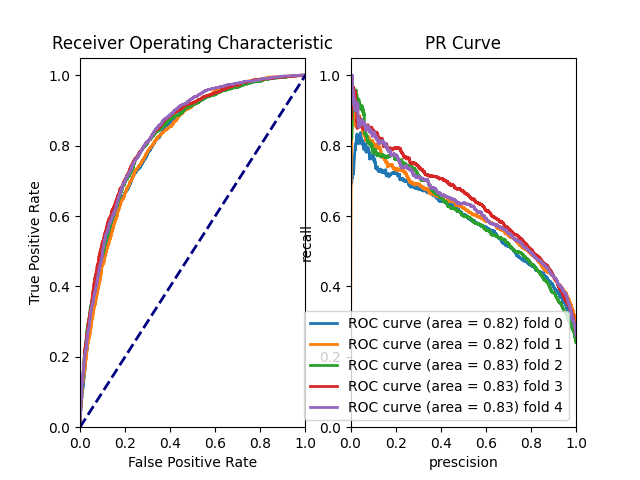 Receiver Operating Characteristic
PR Curve
1.0
0.8
0.6
0.4
0.2
0.0
True Positive Rate
0.0 0.2 0.4 0.6 0.8 1.0
False Positive Rate
1.0
0.8
0.6
0.4
0.2
0.0
recall
0.0 0.2 0.4 0.6 0.8 1.0
prescision
ROC curve (area = 0.82) fold 0
ROC curve (area = 0.82) fold 1
ROC curve (area = 0.83) fold 2
ROC curve (area = 0.83) fold 3
ROC curve (area = 0.83) fold 4